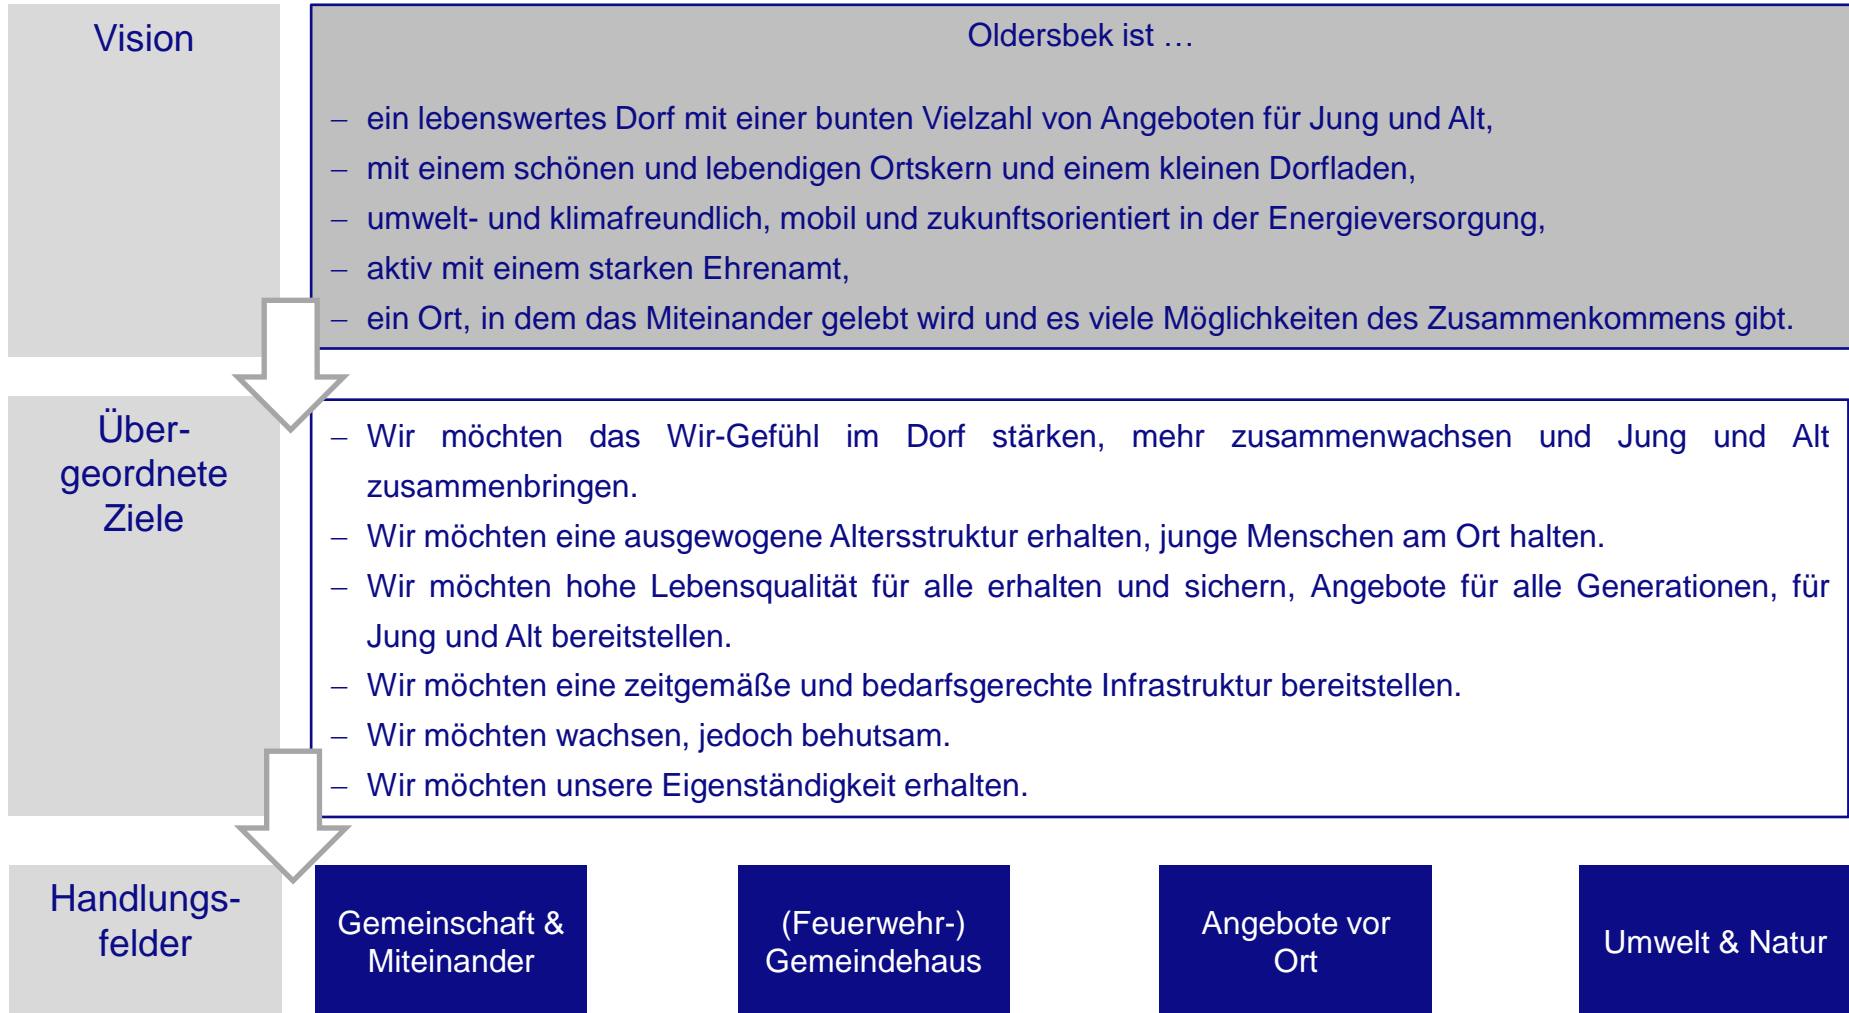 Vision
Oldersbek ist …
– ein lebenswertes Dorf mit einer bunten Vielzahl von Angeboten für Jung und Alt,
– mit einem schönen und lebendigen Ortskern und einem kleinen Dorfladen,
– umwelt- und klimafreundlich, mobil und zukunftsorientiert in der Energieversorgung,
– aktiv mit einem starken Ehrenamt,
– ein Ort, in dem das Miteinander gelebt wird und es viele Möglichkeiten des Zusammenkommens gibt.
Über-
geordnete
Ziele
– Wir möchten das Wir-Gefühl im Dorf stärken, mehr zusammenwachsen und Jung und Alt
zusammenbringen.
– Wir möchten eine ausgewogene Altersstruktur erhalten, junge Menschen am Ort halten.
– Wir möchten hohe Lebensqualität für alle erhalten und sichern, Angebote für alle Generationen, für
Jung und Alt bereitstellen.
– Wir möchten eine zeitgemäße und bedarfsgerechte Infrastruktur bereitstellen.
– Wir möchten wachsen, jedoch behutsam.
– Wir möchten unsere Eigenständigkeit erhalten.
Handlungs-
felder
Gemeinschaft &
Miteinander
(Feuerwehr-)
Gemeindehaus
Angebote vor
Ort
Umwelt & Natur